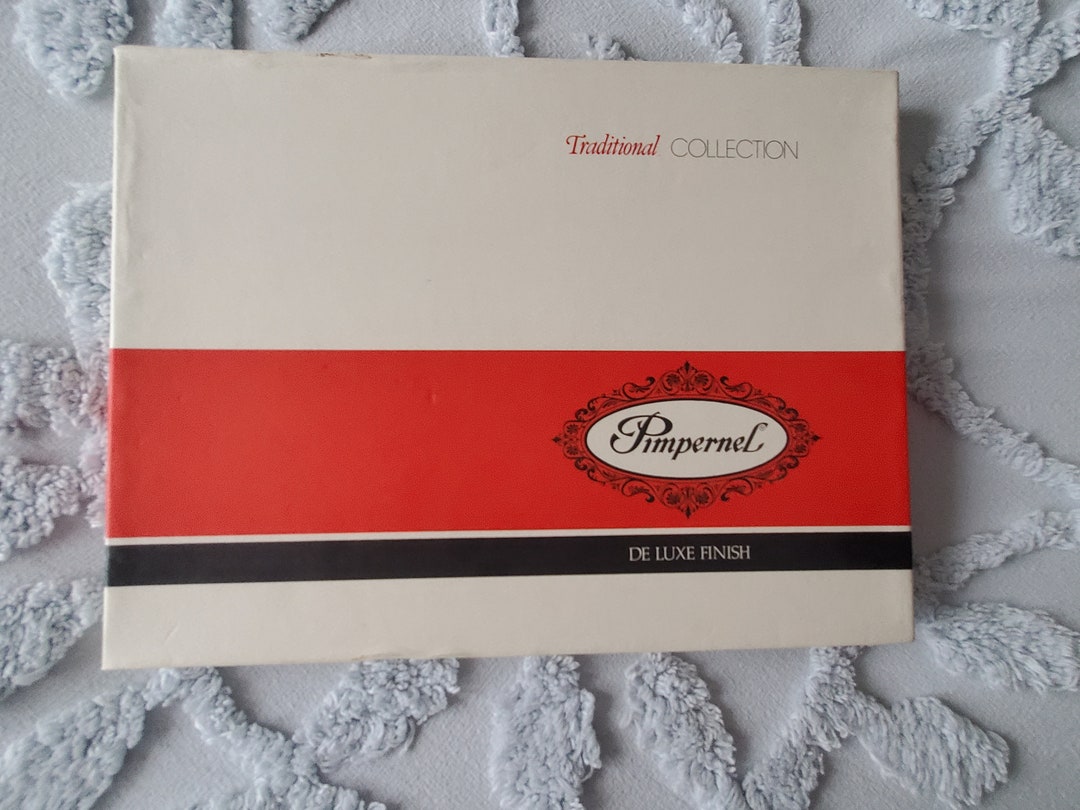 Traditional COLLECTION
Pimpernel®
DE LUXE FINISH